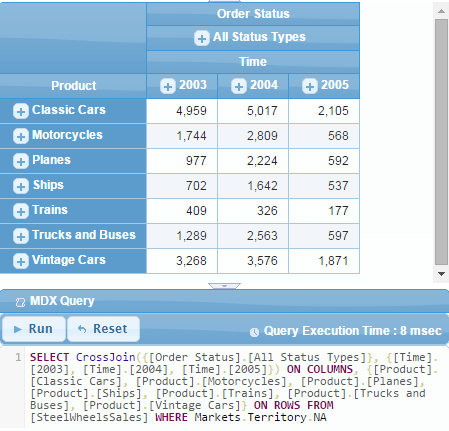 Order Status
All Status Types
Time
Product 2003 2004 2005
Classic Cars 4,959 5,017 2,105
Motorcycles 1,744 2,809 568
Planes 977 2,224 592
Ships 702 1,642 537
Trains 409 326 177
Trucks and Buses 1,289 2,563 597
Vintage Cars 3,268 3,576 1,871
MDX Query
Run Reset Query Execution Time : 8 msec
1 SELECT CrossJoin({[Order Status].[All Status Types]}, {[Time].
[2003], [Time].[2004], [Time].[2005]}) ON COLUMNS, {[Product].
[Classic Cars], [Product].[Motorcycles], [Product].[Planes],
[Product].[Ships], [Product].[Trains], [Product].[Trucks and
Buses], [Product].[Vintage Cars]} ON ROWS FROM
[SteelWheelsSales] WHERE Markets.Territory.NA